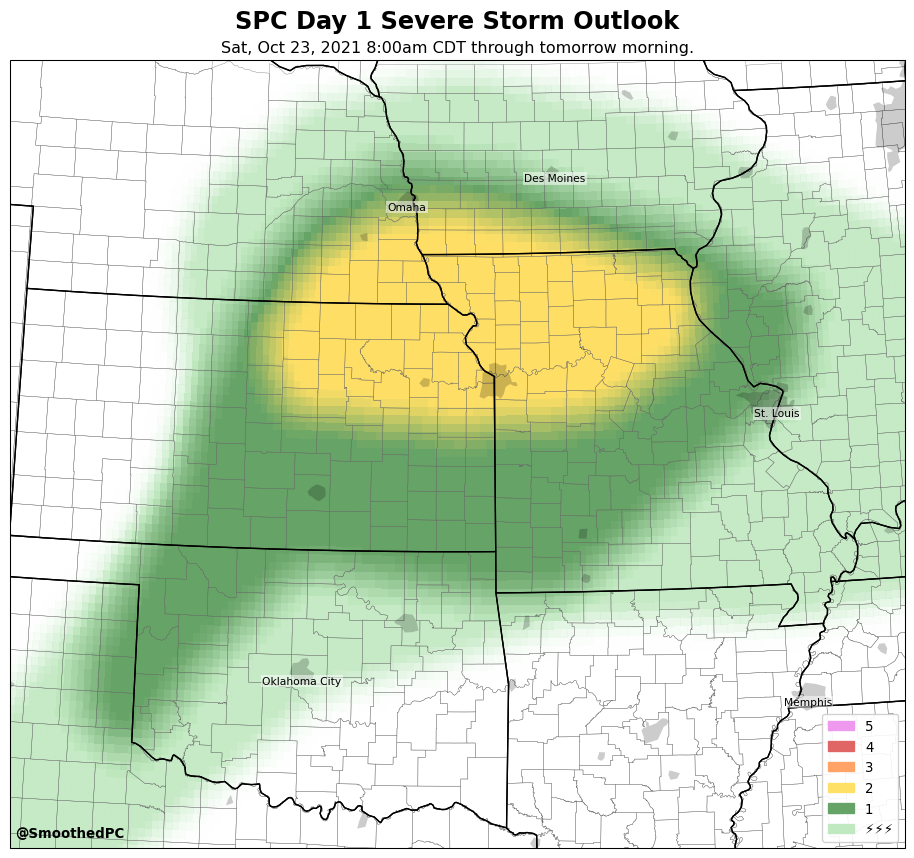 SPC Day 1 Severe Storm Outlook
Sat, Oct 23, 2021 8:00am CDT through tomorrow morning.
Des Moines
Omaha
St. Louis
Oklahoma City
Memphis
5
4
3
2
1
⚡⚡⚡
@SmoothedPC